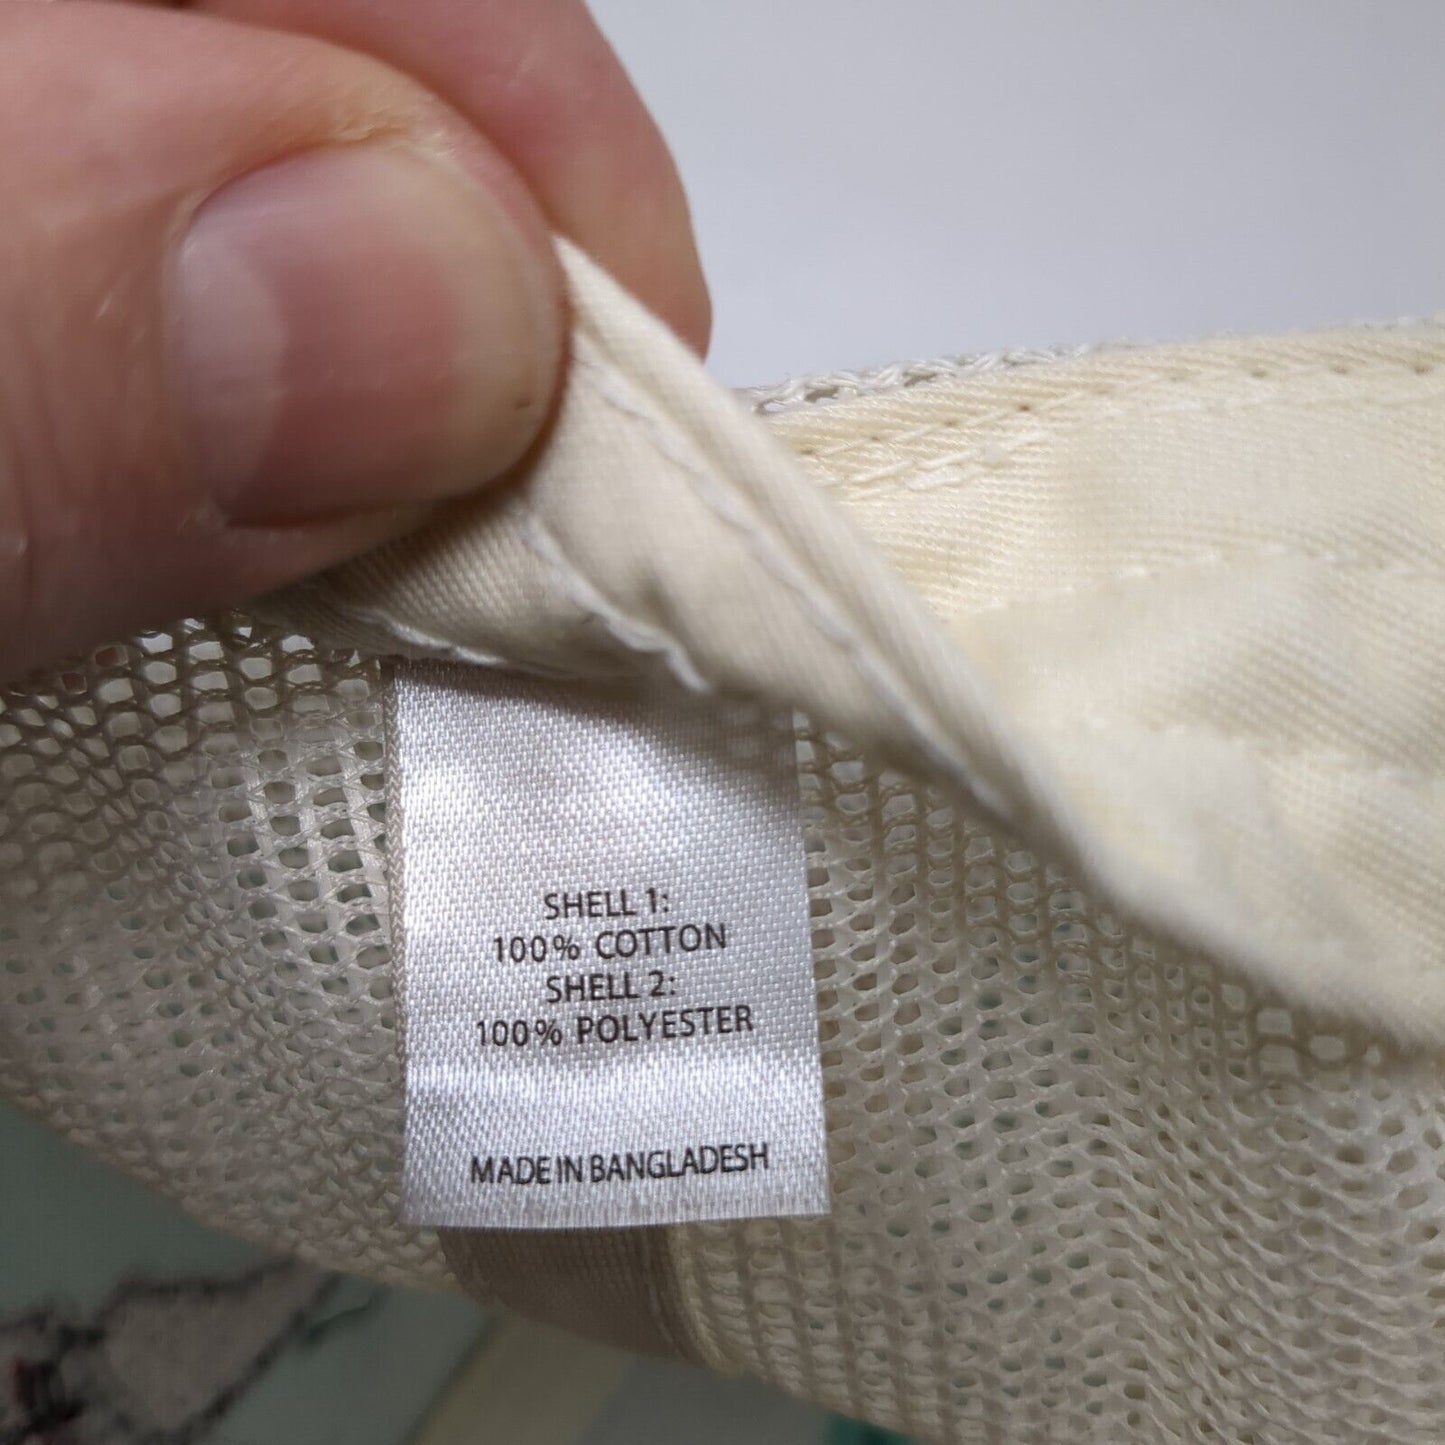 SHELL 1:
100% COTTON
SHELL 2:
100% POLYESTER
MADE IN BANGLADESH